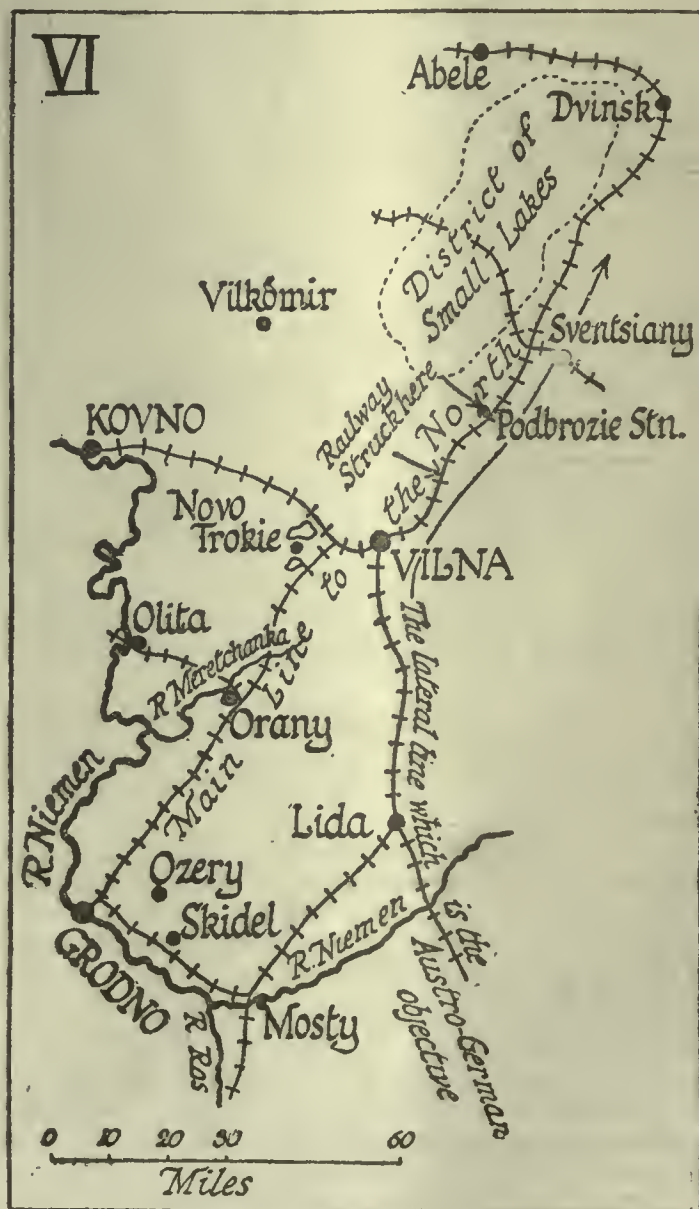 VI
Abele
Dvinsk
District of
Small Lakes
Vilkomir
Sventsiany
Railway
Struck here
Podbrozie Stn.
KOVNO
Novo
Trokie
VILNA
Olita
R. Meretchanka
Orany
Main Line to the North
The lateral line which
is the
Austro-German
objective
R. Niemen
Lida
Ozery
Skidel
GRODNO
R. Niemen
Mosty
R Ros
0 10 20 30 60
Miles